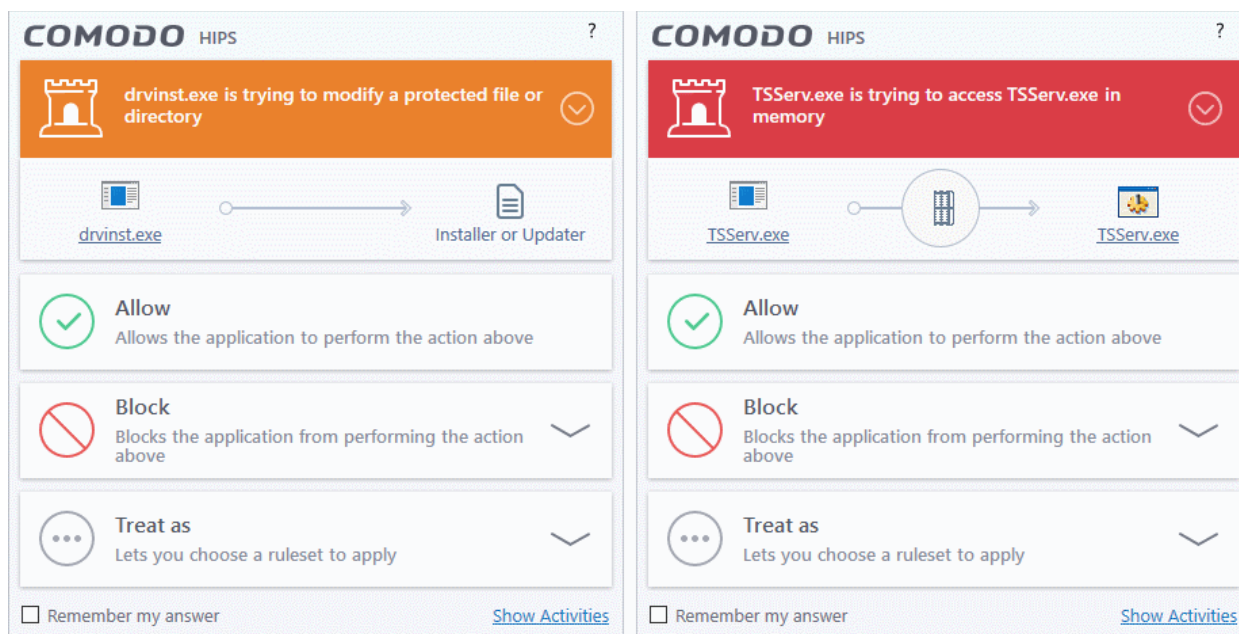 COMODO HIPS ?
drvinst.exe is trying to modify a protected file or
directory
drvinst.exe
Installer or Updater
Allow
Allows the application to perform the action above
Block
Blocks the application from performing the action
above
Treat as
Lets you choose a ruleset to apply
Remember my answer
Show Activities
COMODO HIPS ?
TSServ.exe is trying to access TSServ.exe in
memory
TSServ.exe
TSServ.exe
Allow
Allows the application to perform the action above
Block
Blocks the application from performing the action
above
Treat as
Lets you choose a ruleset to apply
Remember my answer
Show Activities